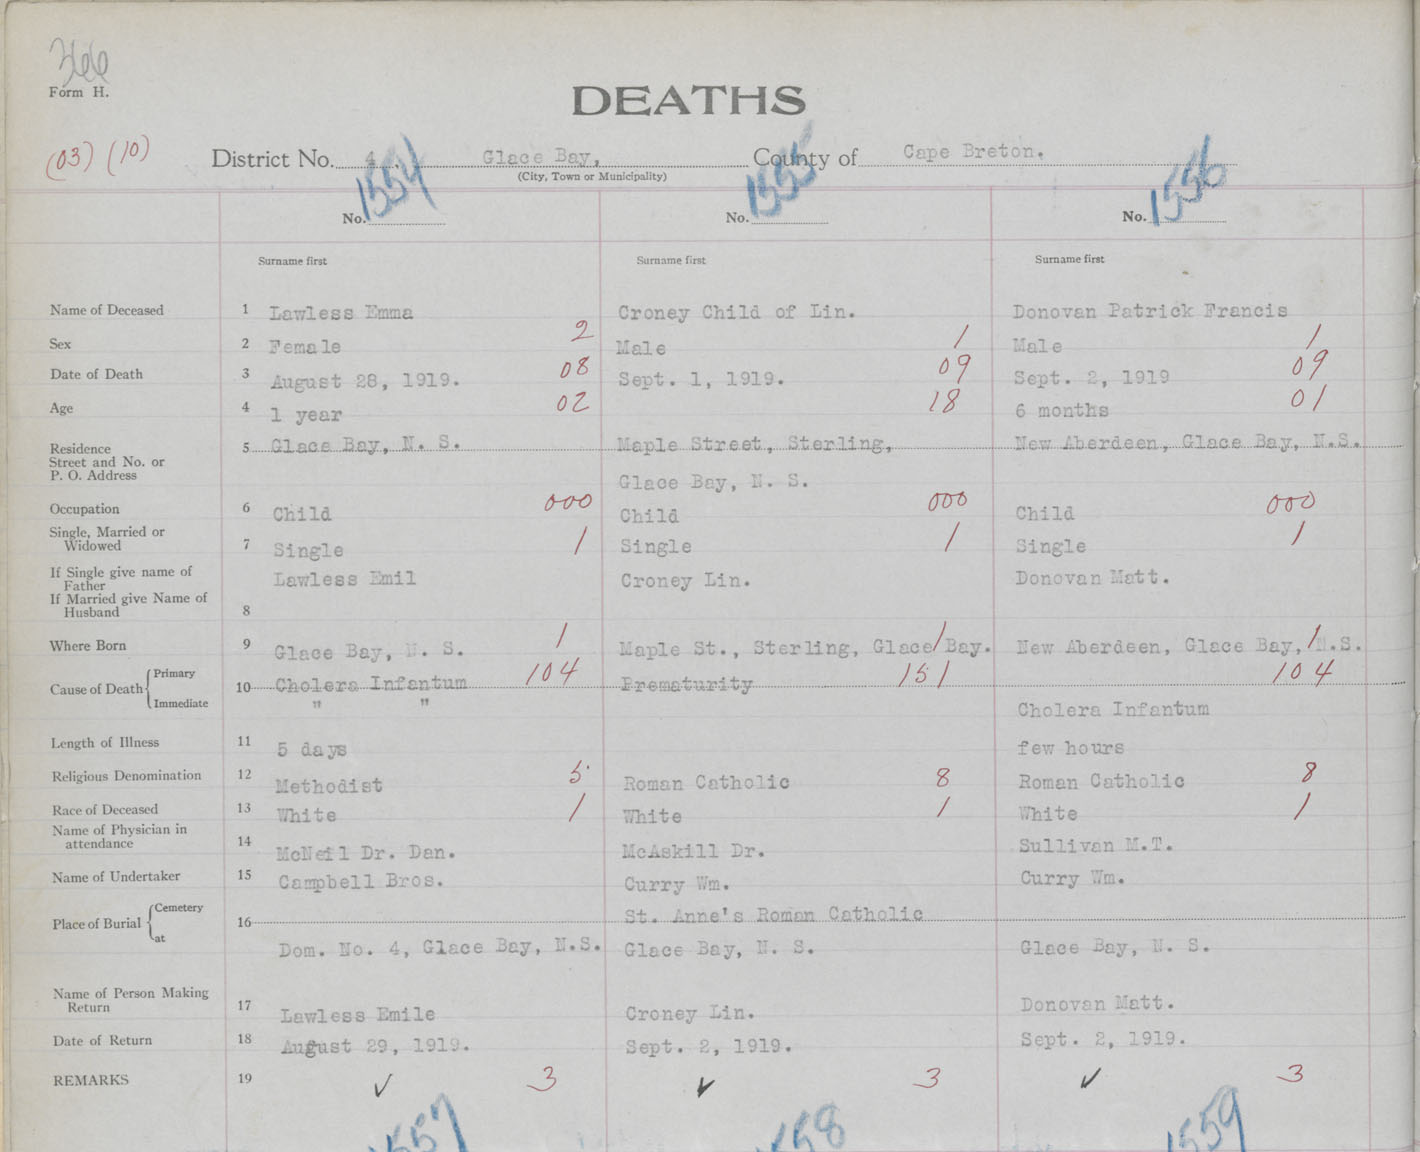 366
Form H.
DEATHS
(03) (10)
District No. 4. Glace Bay, County of Cape Breton.
(City, Town or Municipality)
No. 1554 No. 1555 No. 1556
Surname first Surname first Surname first
Name of Deceased 1 Lawless Emma Croney Child of Lin. Donovan Patrick Francis
Sex 2 Female 2 Male 1 Male 1
Date of Death 3 August 28, 1919. 08 Sept. 1, 1919. 09 Sept. 2, 1919 09
Age 4 1 year 02 18 6 months 01
Residence 5 Glace Bay, N. S. Maple Street, Sterling, New Aberdeen, Glace Bay, N.S.
Street and No. or
P. O. Address Glace Bay, N. S.
Occupation 6 Child 000 Child 000 Child 000
Single, Married or
Widowed 7 Single 1 Single 1 Single 1
If Single give name of Lawless Emil Croney Lin. Donovan Matt.
Father
If Married give Name of
Husband 8
Where Born 9 Glace Bay, N. S. 1 Maple St., Sterling, Glace Bay. 1 New Aberdeen, Glace Bay, N.S. 1
Cause of Death Primary 10 Cholera Infantum 104 Prematurity 151 104
Immediate " " Cholera Infantum
Length of Illness 11 5 days few hours
Religious Denomination 12 Methodist 5 Roman Catholic 8 Roman Catholic 8
Race of Deceased 13 White 1 White 1 White 1
Name of Physician in
attendance 14 McNeil Dr. Dan. McAskill Dr. Sullivan M.T.
Name of Undertaker 15 Campbell Bros. Curry Wm. Curry Wm.
Place of Burial Cemetery 16 St. Anne's Roman Catholic
at Dom. No. 4, Glace Bay, N.S. Glace Bay, N. S. Glace Bay, N. S.
Name of Person Making
Return 17 Lawless Emile Croney Lin. Donovan Matt.
Date of Return 18 August 29, 1919. Sept. 2, 1919. Sept. 2, 1919.
REMARKS 19 ✓ 3 ✓ 3 ✓ 3
1557 1558 1559